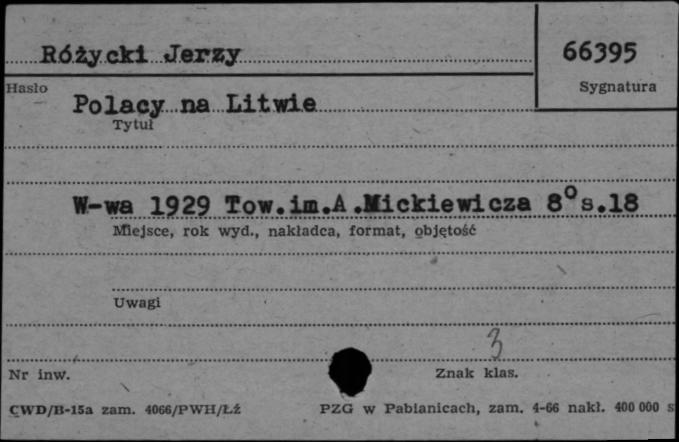 Różycki Jerzy
66395
Hasło
Sygnatura
Polacy na Litwie
Tytuł
W-wa 1929 Tow.im.A.Mickiewicza 8° s.18
Miejsce, rok wyd., nakładca, format, objętość
Uwagi
3
Nr inw.
Znak klas.
CWD/B-15a zam. 4066/PWH/Łź
PZG w Pabianicach, zam. 4-66 nakł. 400 000 s